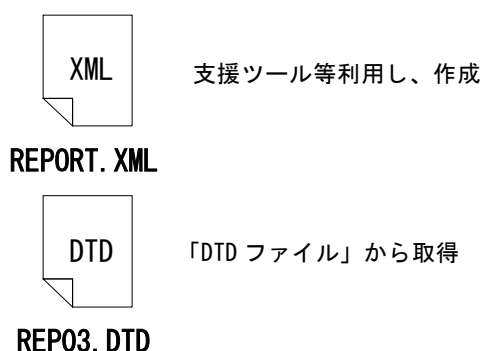 XML
支援ツール等利用し、作成
REPORT.XML
DTD
「DTD ファイル」から取得
REP03.DTD